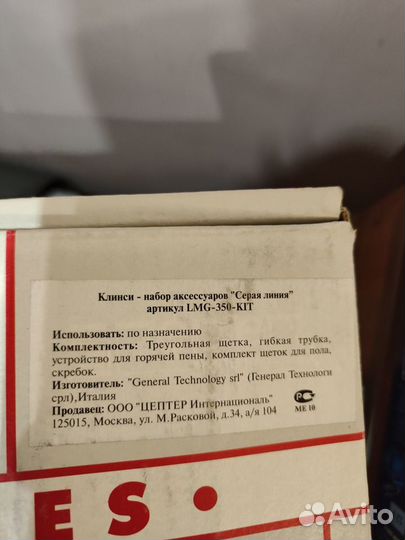 Клинси - набор аксессуаров "Серая линия"
артикул LMG-350-KIT
Использовать: по назначению
Комплектность: Треугольная щетка, гибкая трубка,
устройство для горячей пены, комплект щеток для пола,
скребок.
Изготовитель: "General Technology srl" (Генерал Технологи
срл),Италия
Продавец: ООО "ЦЕПТЕР Интернациональ"
125015, Москва, ул. М.Расковой, д.34, а/я 104
РС
МЕ 10
ES •
Avito